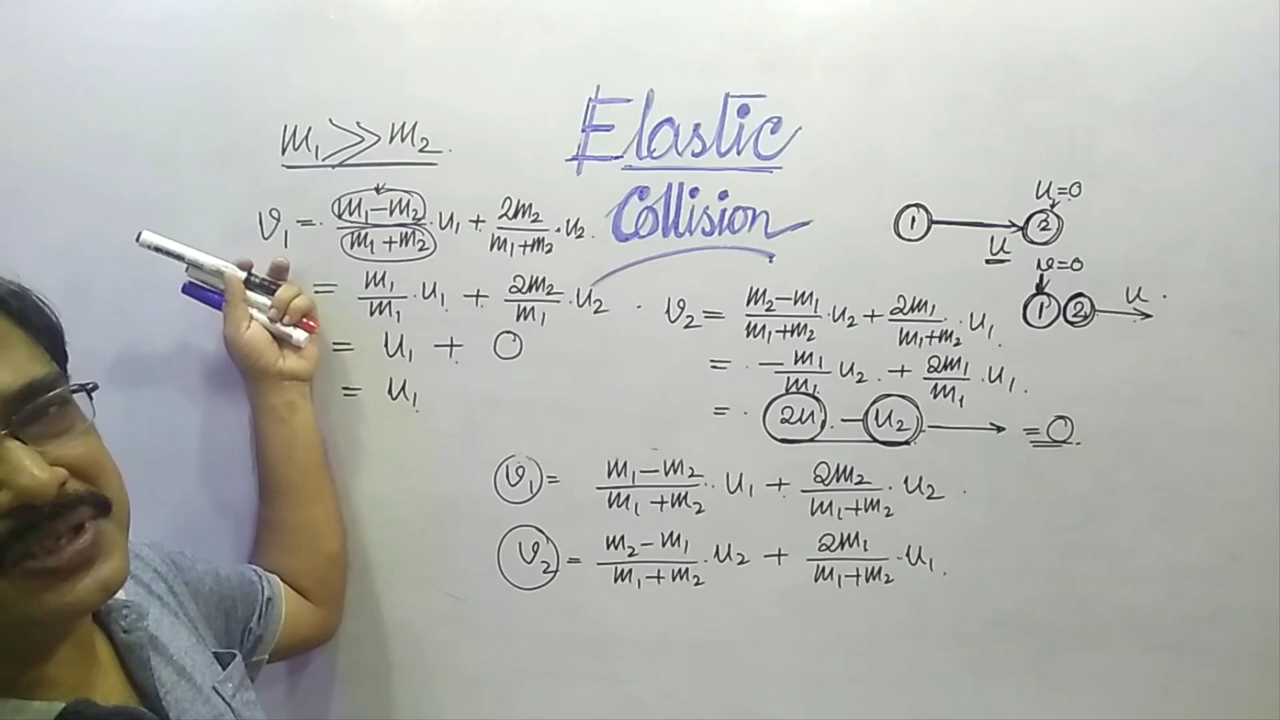 Elastic
Collision
m₁ >> m₂.
v₁ = (m₁-m₂)/(m₁+m₂) · u₁ + 2m₂/(m₁+m₂) · u₂.
= m₁/m₁ · u₁ + 2m₂/m₁ · u₂
= u₁ + 0
= u₁
1 u 2 u=0
v=0
1 2 u
v₂ = (m₂-m₁)/(m₁+m₂) · u₂ + 2m₁/(m₁+m₂) · u₁.
= -m₁/m₁ u₂ + 2m₁/m₁ · u₁.
= 2u₁ - u₂ → = 0
v₁ = (m₁-m₂)/(m₁+m₂) · u₁ + 2m₂/(m₁+m₂) · u₂
v₂ = (m₂-m₁)/(m₁+m₂) · u₂ + 2m₁/(m₁+m₂) · u₁.